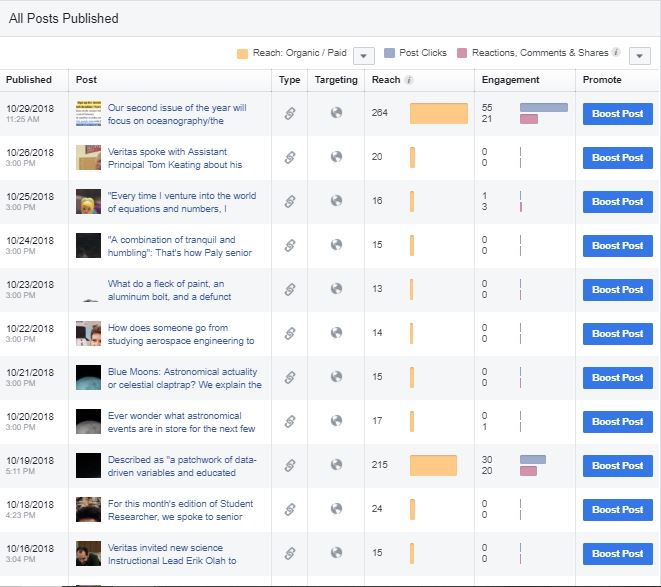 All Posts Published
Reach: Organic / Paid Post Clicks Reactions, Comments & Shares
Published Post Type Targeting Reach Engagement Promote
10/29/2018 Our second issue of the year will 264 55 Boost Post
11:25 AM focus on oceanography/the 21
10/26/2018 Veritas spoke with Assistant 20 0 Boost Post
3:00 PM Principal Tom Keating about his 0
10/25/2018 "Every time I venture into the world 16 1 Boost Post
3:00 PM of equations and numbers, I 3
10/24/2018 "A combination of tranquil and 15 0 Boost Post
3:00 PM humbling": That's how Paly senior 0
10/23/2018 What do a fleck of paint, an 13 0 Boost Post
3:00 PM aluminum bolt, and a defunct 0
10/22/2018 How does someone go from 14 0 Boost Post
3:00 PM studying aerospace engineering to 0
10/21/2018 Blue Moons: Astronomical actuality 15 0 Boost Post
3:00 PM or celestial claptrap? We explain the 0
10/20/2018 Ever wonder what astronomical 17 0 Boost Post
3:00 PM events are in store for the next few 1
10/19/2018 Described as "a patchwork of data- 215 30 Boost Post
5:11 PM driven variables and educated 20
10/18/2018 For this month's edition of Student 24 0 Boost Post
4:23 PM Researcher, we spoke to senior 0
10/16/2018 Veritas invited new science 15 0 Boost Post
3:04 PM Instructional Lead Erik Olah to 0